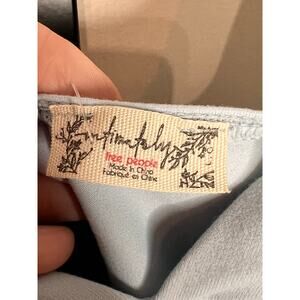 intimately
free people
Made in China
Fabriqué en Chine